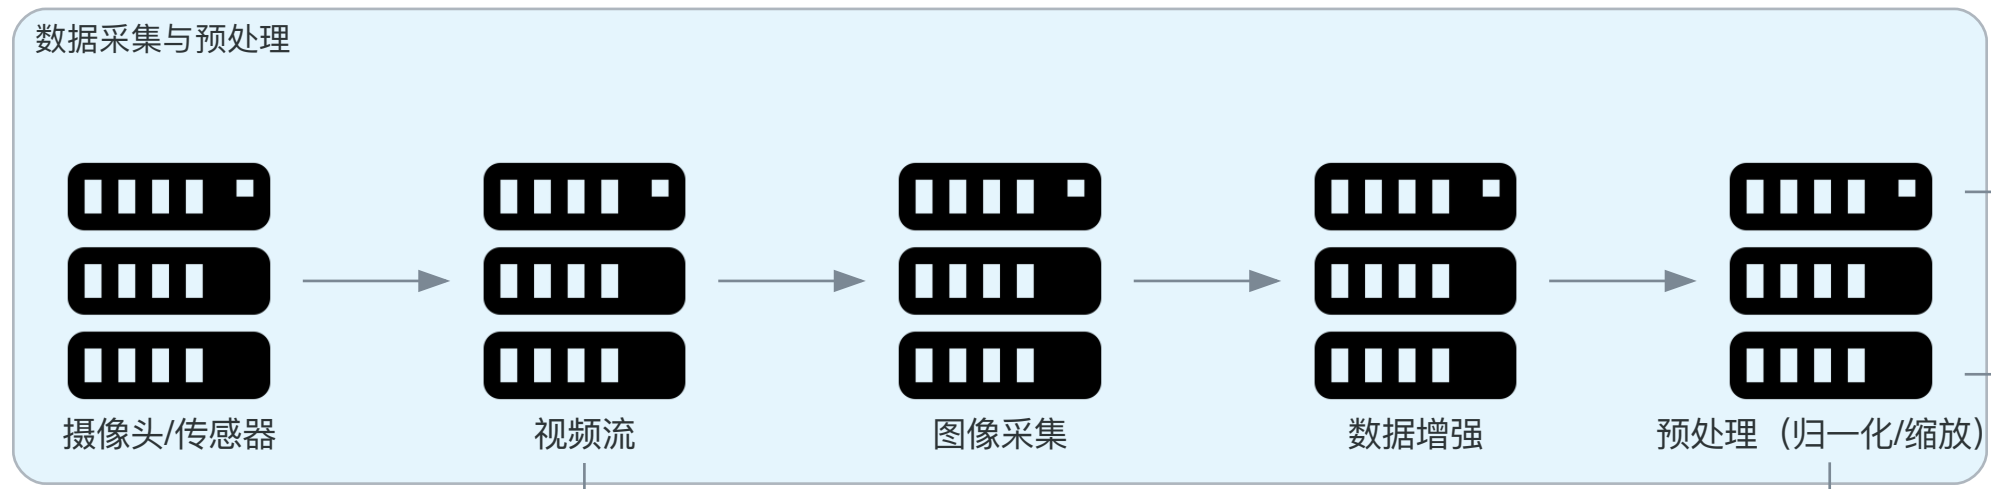 数据采集与预处理
摄像头/传感器
视频流
图像采集
数据增强
预处理（归一化/缩放）